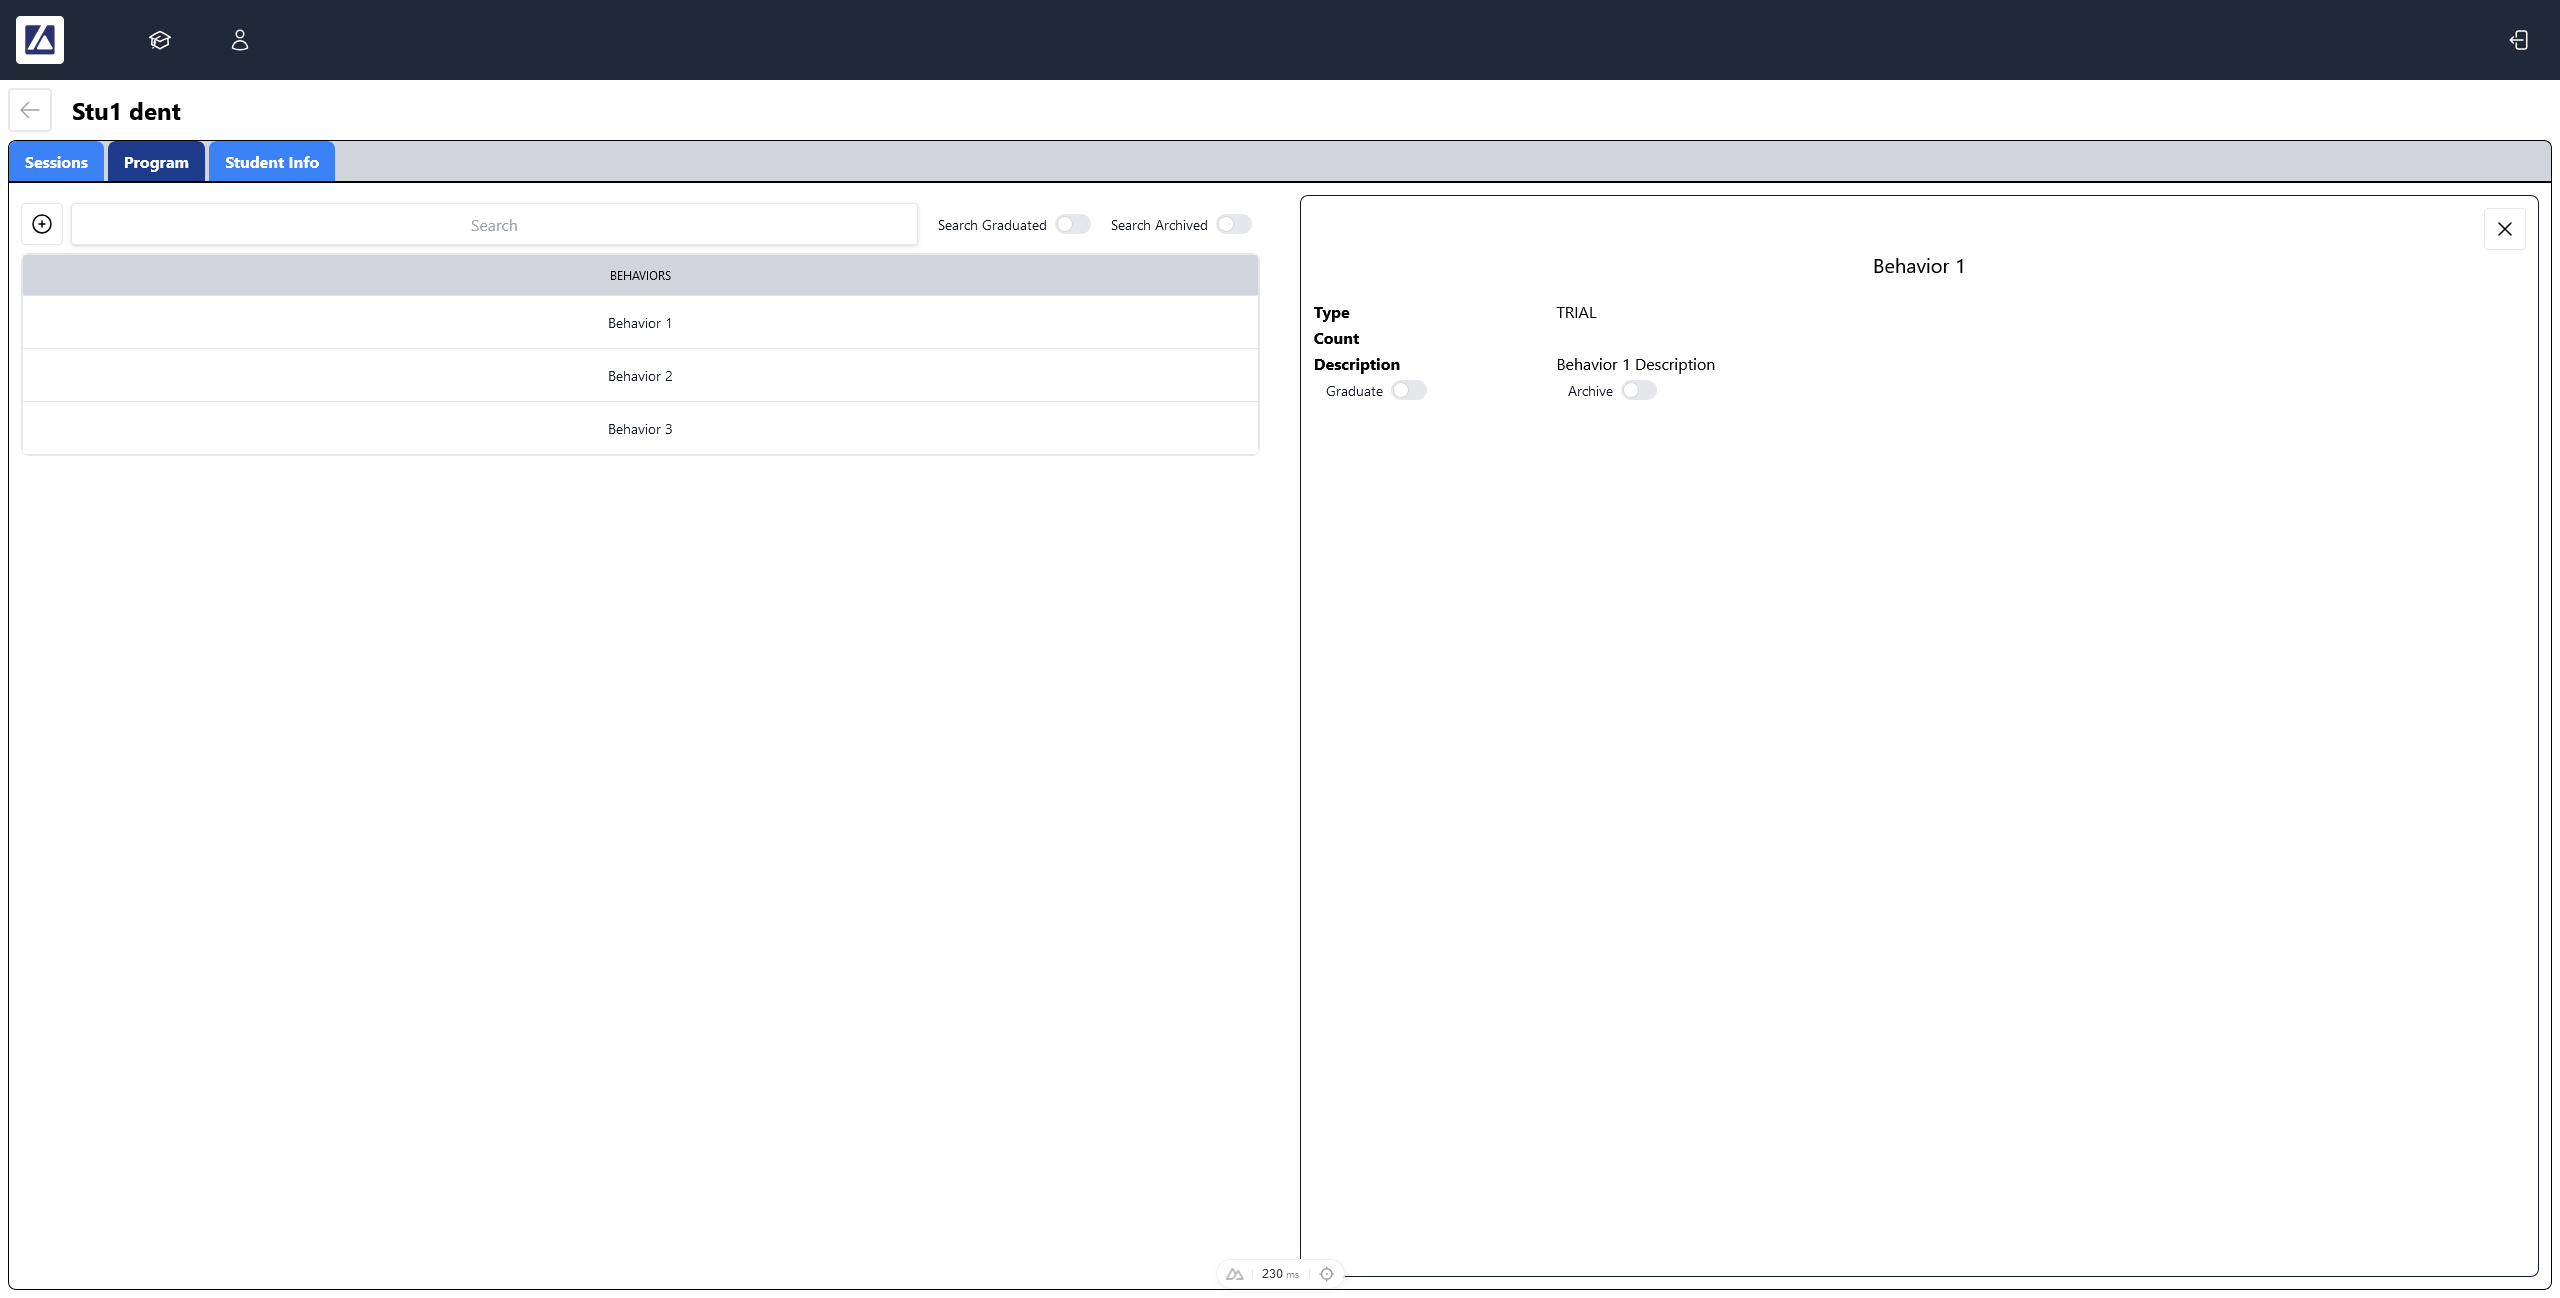 Stu1 dent
Sessions Program Student Info
Search Search Graduated Search Archived
BEHAVIORS
Behavior 1
Behavior 2
Behavior 3
Behavior 1
Type TRIAL
Count
Description Behavior 1 Description
Graduate Archive
230 ms